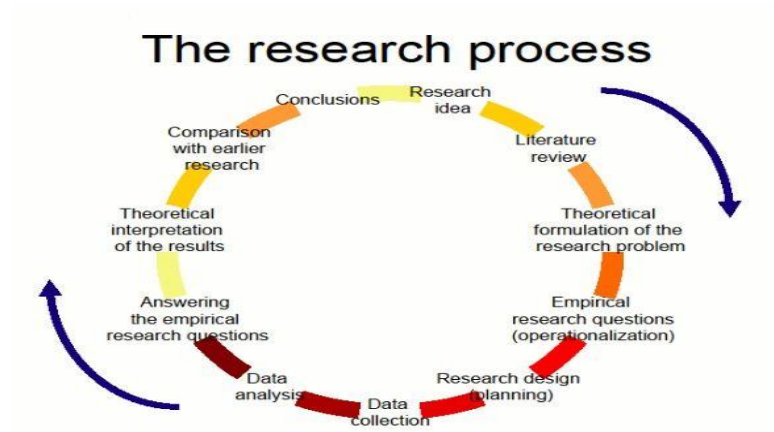 The research process
Research
idea
Literature
review
Theoretical
formulation of the
research problem
Empirical
research questions
(operationalization)
Research design
(planning)
Data
collection
Data
analysis
Answering
the empirical
research questions
Theoretical
interpretation
of the results
Comparison
with earlier
research
Conclusions